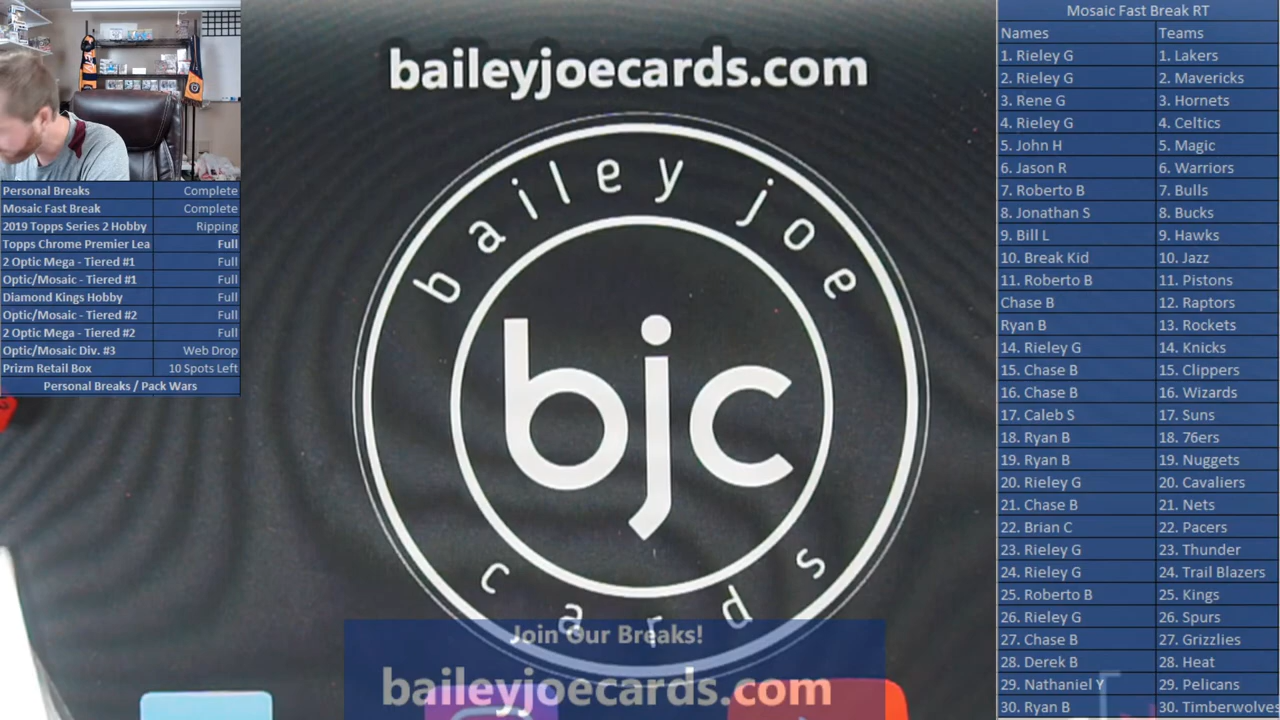 baileyjoecards.com
bailey joe
bjc
cards
Join Our Breaks!
baileyjoecards.com
Personal Breaks Complete
Mosaic Fast Break Complete
2019 Topps Series 2 Hobby Ripping
Topps Chrome Premier Lea Full
2 Optic Mega - Tiered #1 Full
Optic/Mosaic - Tiered #1 Full
Diamond Kings Hobby Full
Optic/Mosaic - Tiered #2 Full
2 Optic Mega - Tiered #2 Full
Optic/Mosaic Div. #3 Web Drop
Prizm Retail Box 10 Spots Left
Personal Breaks / Pack Wars
Mosaic Fast Break RT
Names Teams
1. Rieley G 1. Lakers
2. Rieley G 2. Mavericks
3. Rene G 3. Hornets
4. Rieley G 4. Celtics
5. John H 5. Magic
6. Jason R 6. Warriors
7. Roberto B 7. Bulls
8. Jonathan S 8. Bucks
9. Bill L 9. Hawks
10. Break Kid 10. Jazz
11. Roberto B 11. Pistons
Chase B 12. Raptors
Ryan B 13. Rockets
14. Rieley G 14. Knicks
15. Chase B 15. Clippers
16. Chase B 16. Wizards
17. Caleb S 17. Suns
18. Ryan B 18. 76ers
19. Ryan B 19. Nuggets
20. Rieley G 20. Cavaliers
21. Chase B 21. Nets
22. Brian C 22. Pacers
23. Rieley G 23. Thunder
24. Rieley G 24. Trail Blazers
25. Roberto B 25. Kings
26. Rieley G 26. Spurs
27. Chase B 27. Grizzlies
28. Derek B 28. Heat
29. Nathaniel Y 29. Pelicans
30. Ryan B 30. Timberwolves